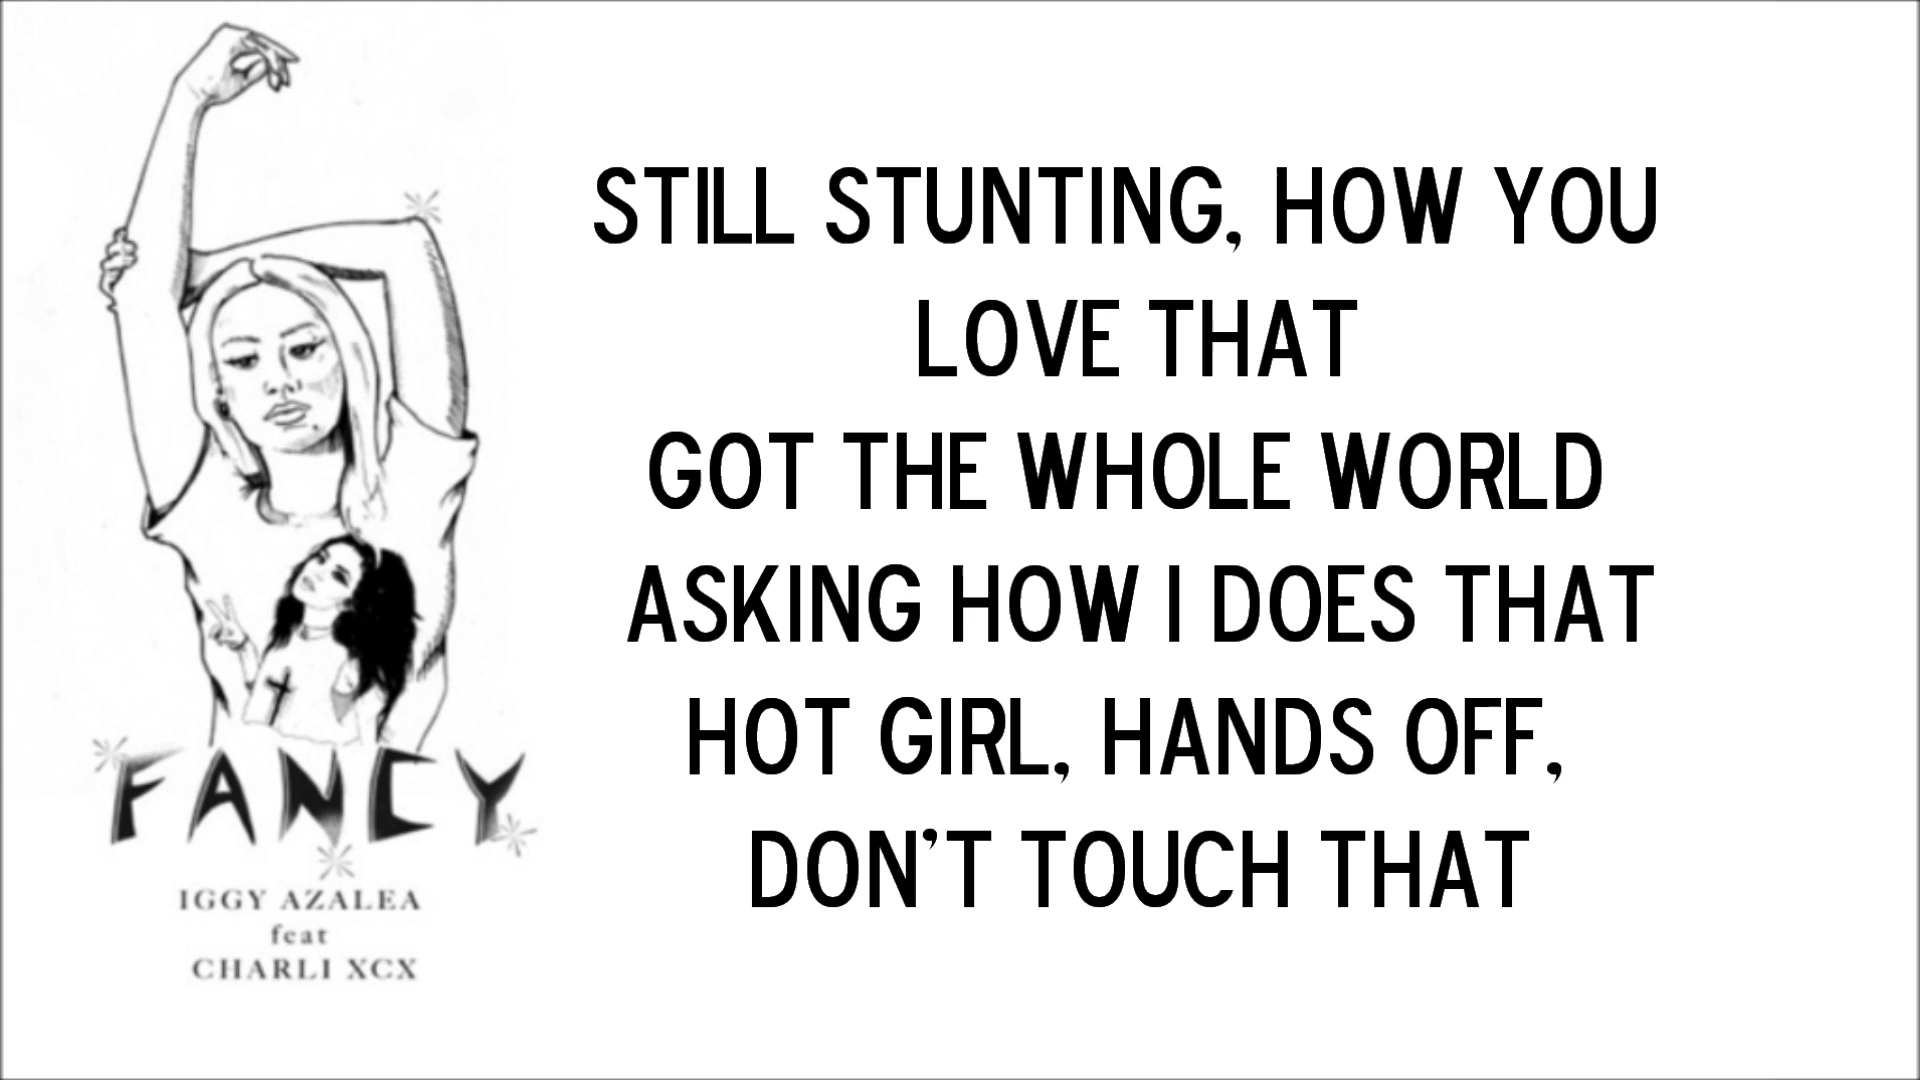 STILL STUNTING, HOW YOU
LOVE THAT
GOT THE WHOLE WORLD
ASKING HOW I DOES THAT
HOT GIRL, HANDS OFF,
DON'T TOUCH THAT
FANCY
IGGY AZALEA
feat
CHARLI XCX